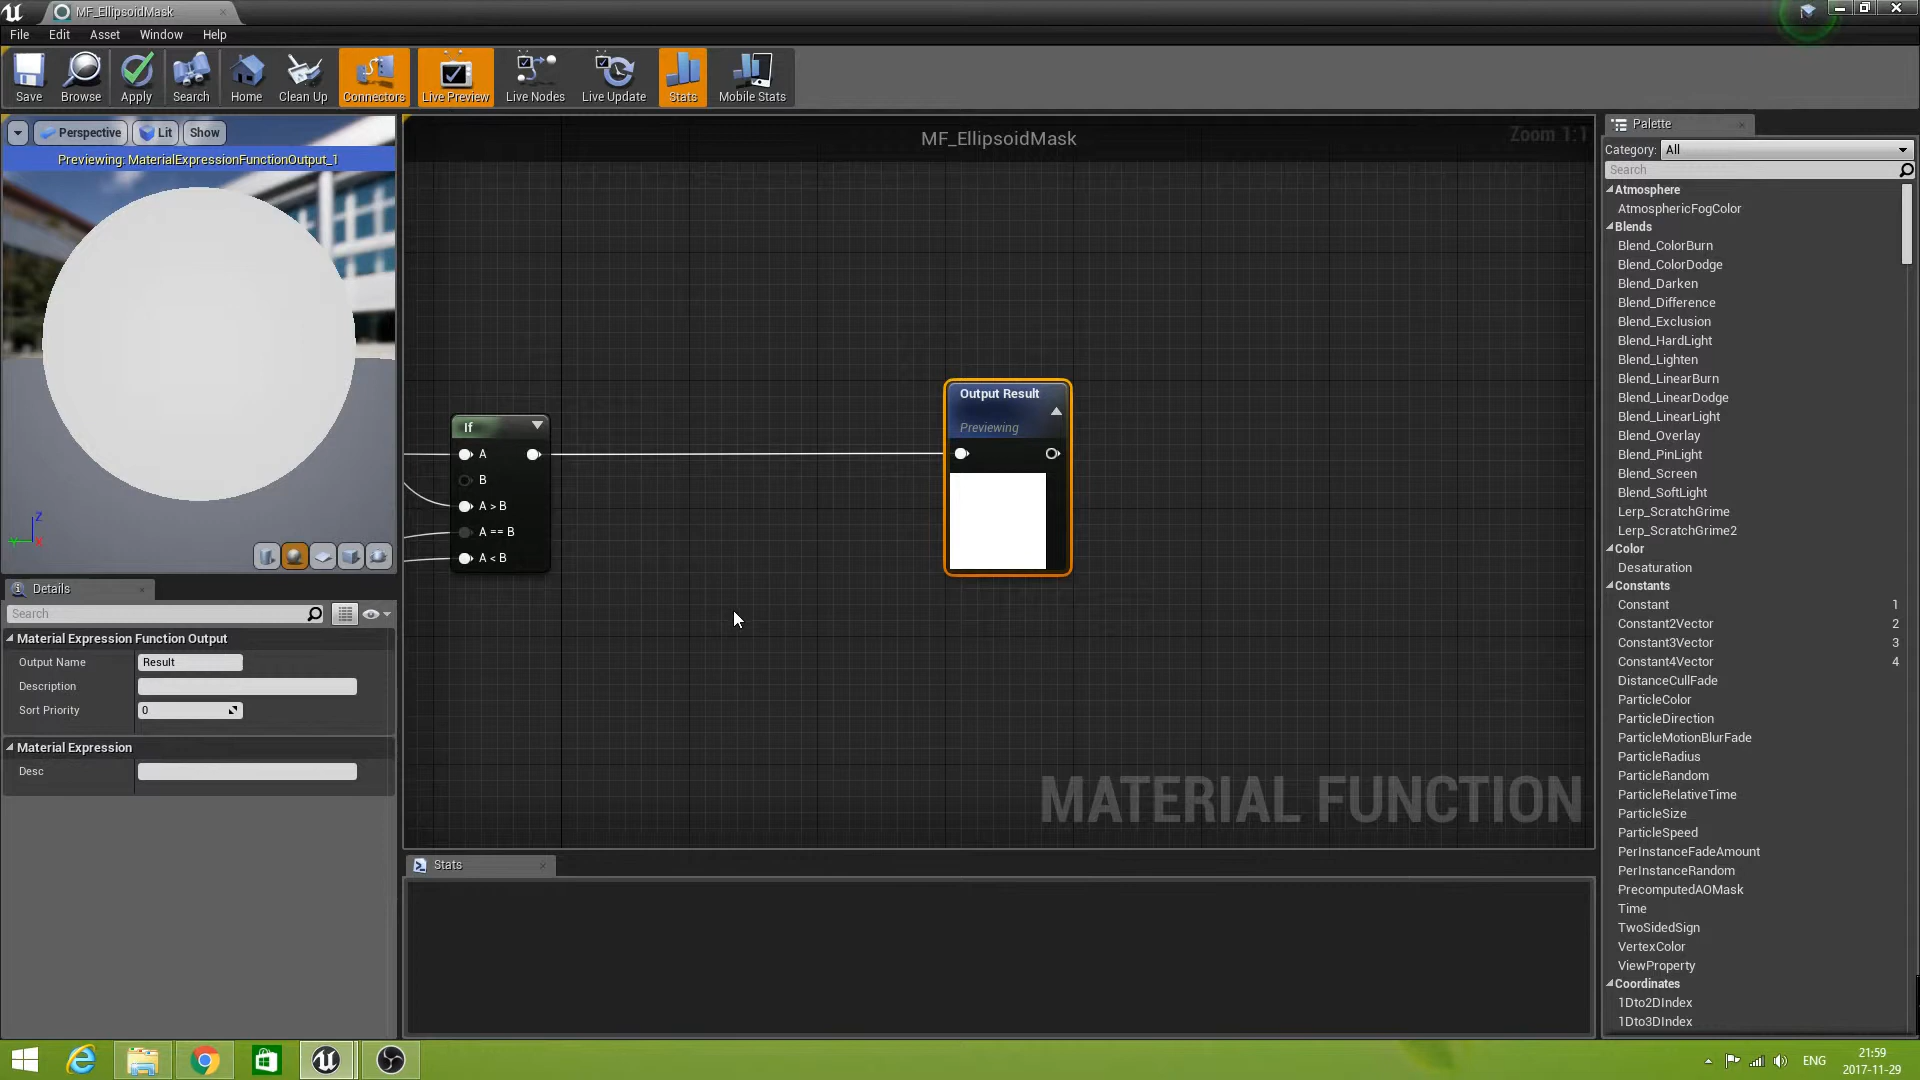 MF_EllipsoidMask
File Edit Asset Window Help
Save Browse Apply Search Home Clean Up Connectors Live Preview Live Nodes Live Update Stats Mobile Stats
Perspective Lit Show
Previewing: MaterialExpressionFunctionOutput_1
Z
Y
X
Details
Search
Material Expression Function Output
Output Name Result
Description
Sort Priority 0
Material Expression
Desc
MF_EllipsoidMask
Zoom 1:1
If
A
B
A > B
A == B
A < B
Output Result
Previewing
MATERIAL FUNCTION
Stats
Palette
Category: All
Search
Atmosphere
AtmosphericFogColor
Blends
Blend_ColorBurn
Blend_ColorDodge
Blend_Darken
Blend_Difference
Blend_Exclusion
Blend_HardLight
Blend_Lighten
Blend_LinearBurn
Blend_LinearDodge
Blend_LinearLight
Blend_Overlay
Blend_PinLight
Blend_Screen
Blend_SoftLight
Lerp_ScratchGrime
Lerp_ScratchGrime2
Color
Desaturation
Constants
Constant 1
Constant2Vector 2
Constant3Vector 3
Constant4Vector 4
DistanceCullFade
ParticleColor
ParticleDirection
ParticleMotionBlurFade
ParticleRadius
ParticleRandom
ParticleRelativeTime
ParticleSize
ParticleSpeed
PerInstanceFadeAmount
PerInstanceRandom
PrecomputedAOMask
Time
TwoSidedSign
VertexColor
ViewProperty
Coordinates
1Dto2DIndex
1Dto3DIndex
ENG
21:59
2017-11-29